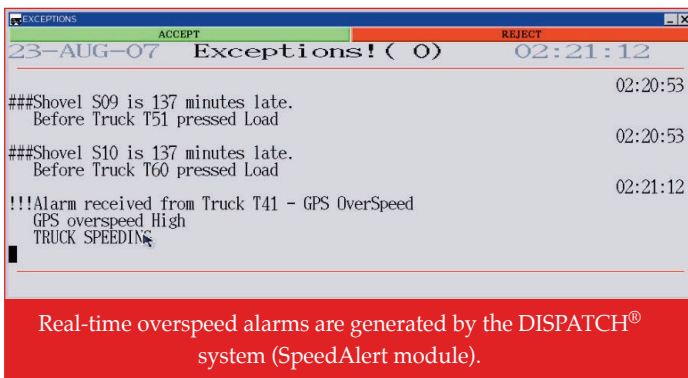 EXCEPTIONS
ACCEPT REJECT
23-AUG-07 Exceptions!( 0) 02:21:12
02:20:53
###Shovel S09 is 137 minutes late.
Before Truck T51 pressed Load
02:20:53
###Shovel S10 is 137 minutes late.
Before Truck T60 pressed Load
02:21:12
!!!Alarm received from Truck T41 - GPS OverSpeed
GPS overspeed High
TRUCK SPEEDING
Real-time overspeed alarms are generated by the DISPATCH®
system (SpeedAlert module).